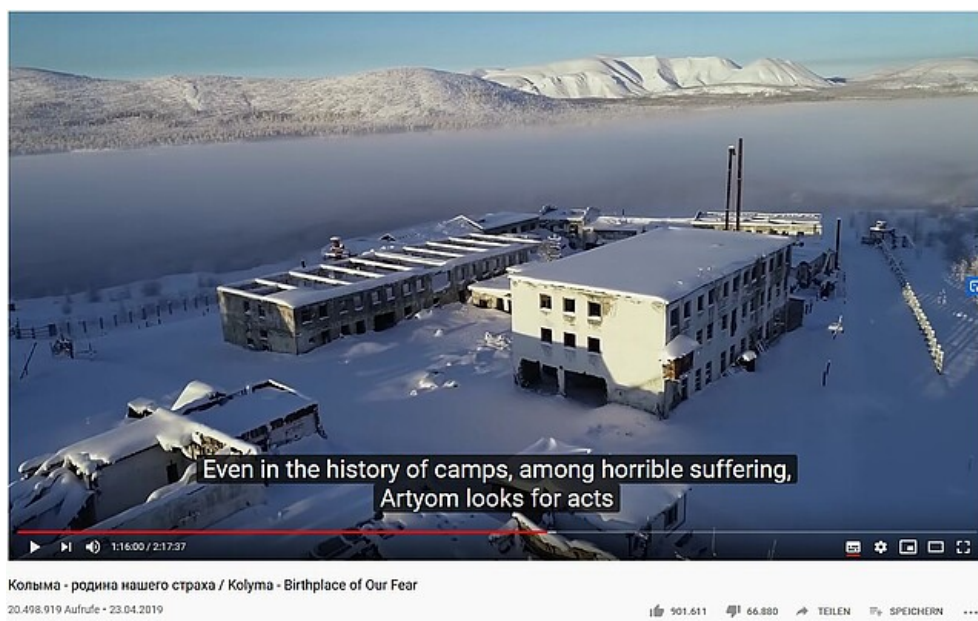 Even in the history of camps, among horrible suffering,
Artyom looks for acts
1:16:00 / 2:17:37
Колыма - родина нашего страха / Kolyma - Birthplace of Our Fear
20.498.919 Aufrufe • 23.04.2019
901.611 66.880 TEILEN SPEICHERN